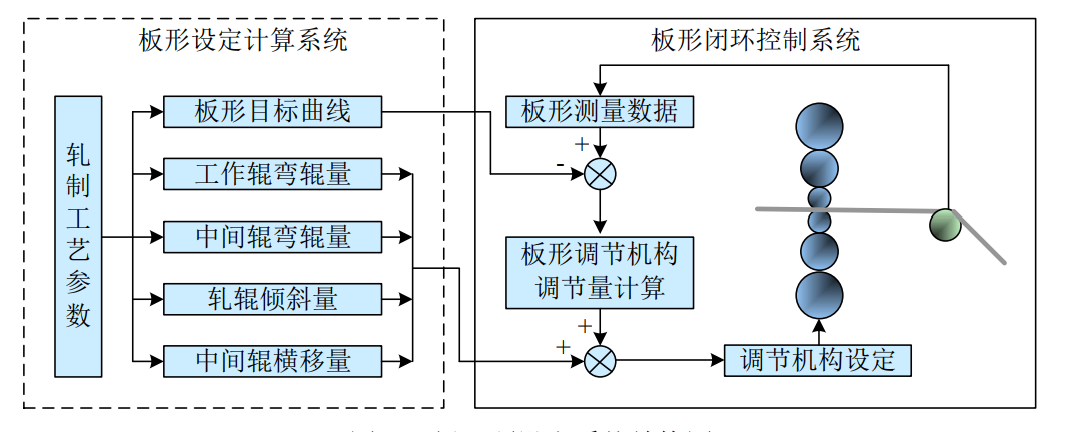 板形设定计算系统
轧制工艺参数
板形目标曲线
工作辊弯辊量
中间辊弯辊量
轧辊倾斜量
中间辊横移量
板形闭环控制系统
板形测量数据
+
-
板形调节机构
调节量计算
+
+
调节机构设定